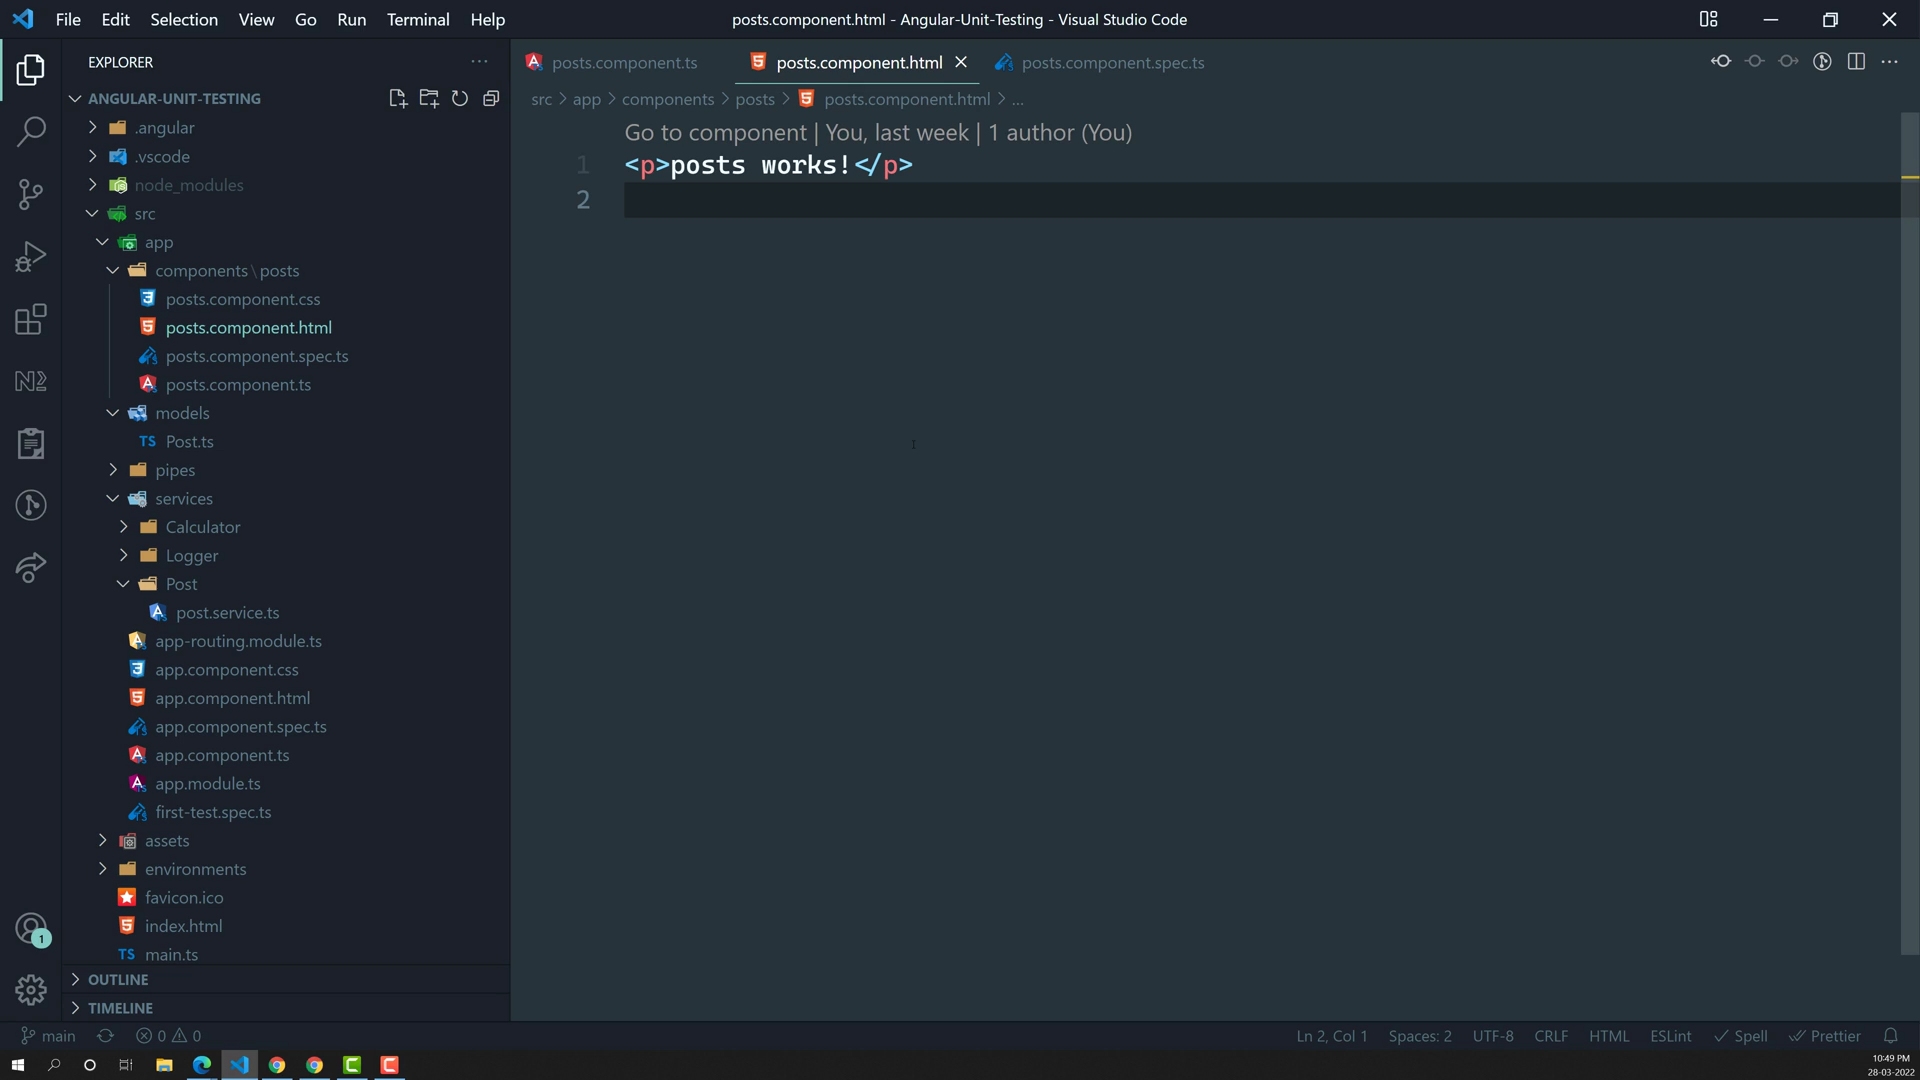 File Edit Selection View Go Run Terminal Help
posts.component.html - Angular-Unit-Testing - Visual Studio Code
EXPLORER
ANGULAR-UNIT-TESTING
.angular
.vscode
node_modules
src
app
components\posts
posts.component.css
posts.component.html
posts.component.spec.ts
posts.component.ts
models
TS Post.ts
pipes
services
Calculator
Logger
Post
post.service.ts
app-routing.module.ts
app.component.css
app.component.html
app.component.spec.ts
app.component.ts
app.module.ts
first-test.spec.ts
assets
environments
favicon.ico
index.html
TS main.ts
OUTLINE
TIMELINE
posts.component.ts posts.component.html posts.component.spec.ts
src > app > components > posts > posts.component.html > ...
Go to component | You, last week | 1 author (You)
1 <p>posts works!</p>
2
1
main 0 0
Ln 2, Col 1 Spaces: 2 UTF-8 CRLF HTML ESLint Spell Prettier
10:49 PM
28-03-2022